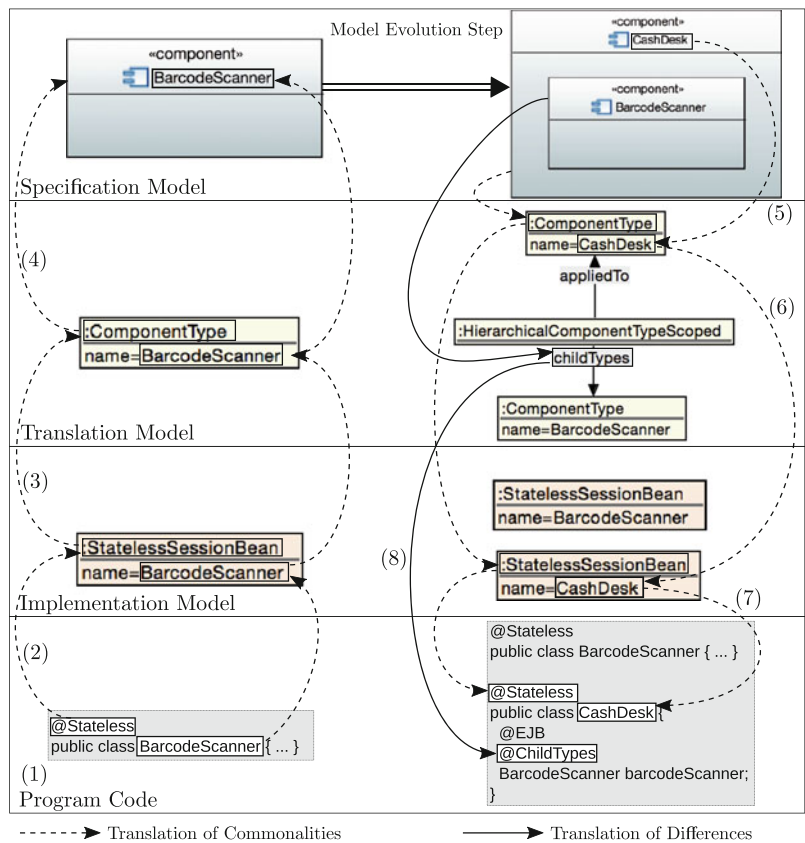 Model Evolution Step
«component»
BarcodeScanner
«component»
CashDesk
«component»
BarcodeScanner
Specification Model
(4)
:ComponentType
name=BarcodeScanner
(5)
:ComponentType
name=CashDesk
appliedTo
(6)
:HierarchicalComponentTypeScoped
childTypes
:ComponentType
name=BarcodeScanner
Translation Model
(3)
:StatelessSessionBean
name=BarcodeScanner
:StatelessSessionBean
name=BarcodeScanner
(8)
:StatelessSessionBean
name=CashDesk
(7)
Implementation Model
(2)
@Stateless
public class BarcodeScanner { ... }
(1)
@Stateless
public class BarcodeScanner { ... }
@Stateless
public class CashDesk {
@EJB
@ChildTypes
BarcodeScanner barcodeScanner;
}
Program Code
Translation of Commonalities
Translation of Differences